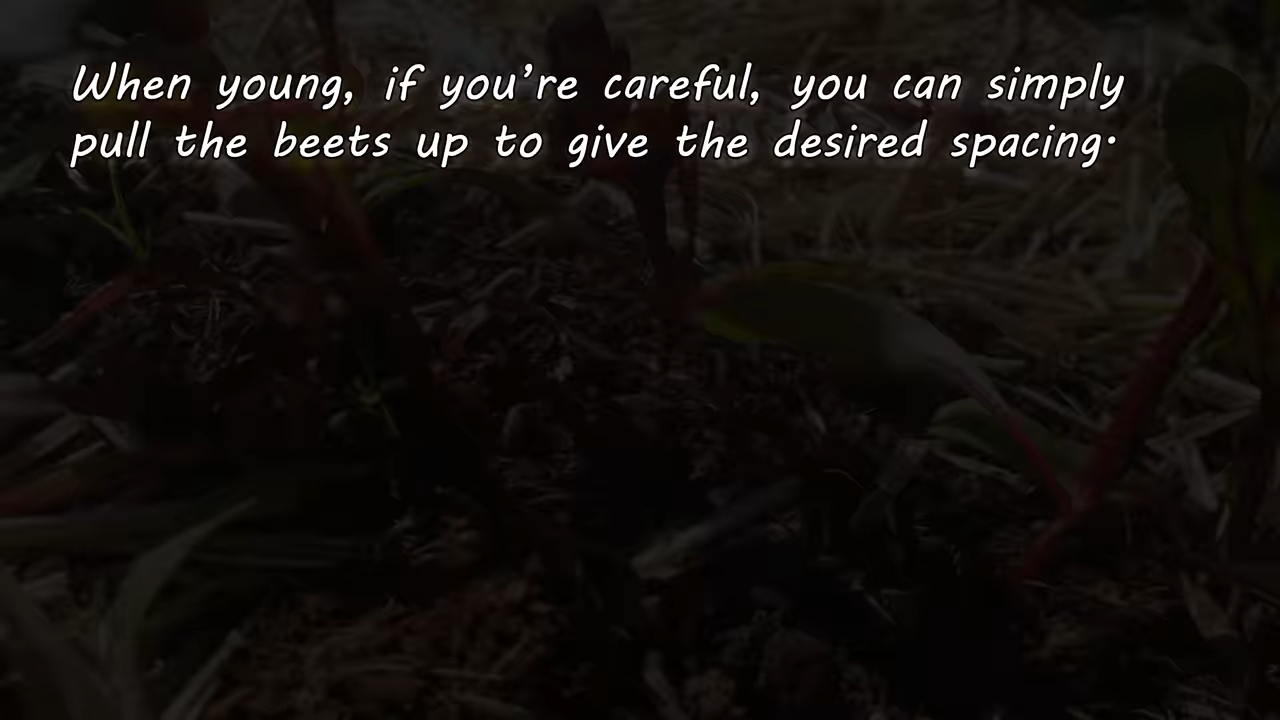 When young, if you’re careful, you can simply
pull the beets up to give the desired spacing.